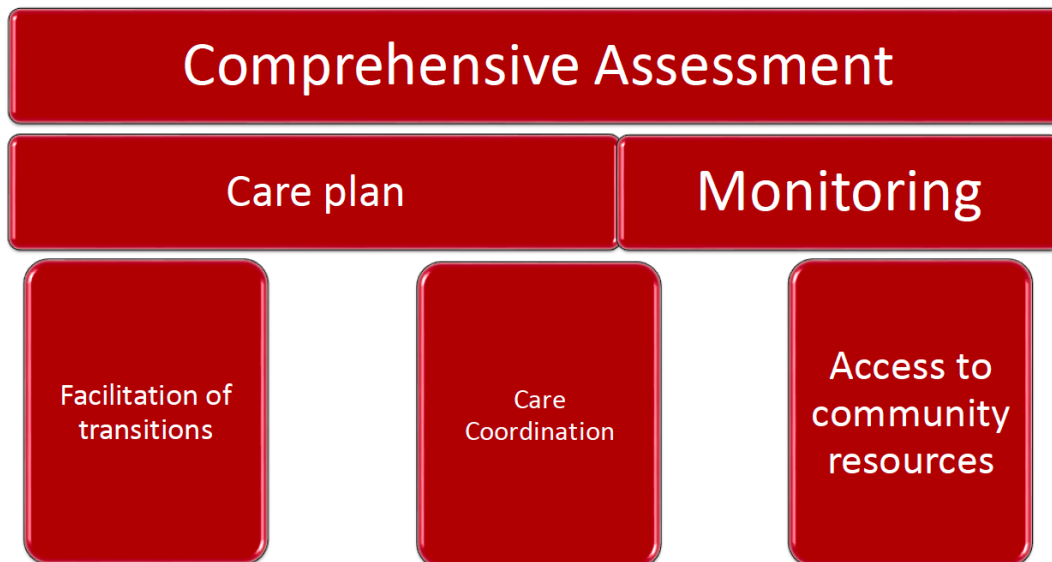 Comprehensive Assessment
Care plan
Monitoring
Facilitation of
transitions
Care
Coordination
Access to
community
resources